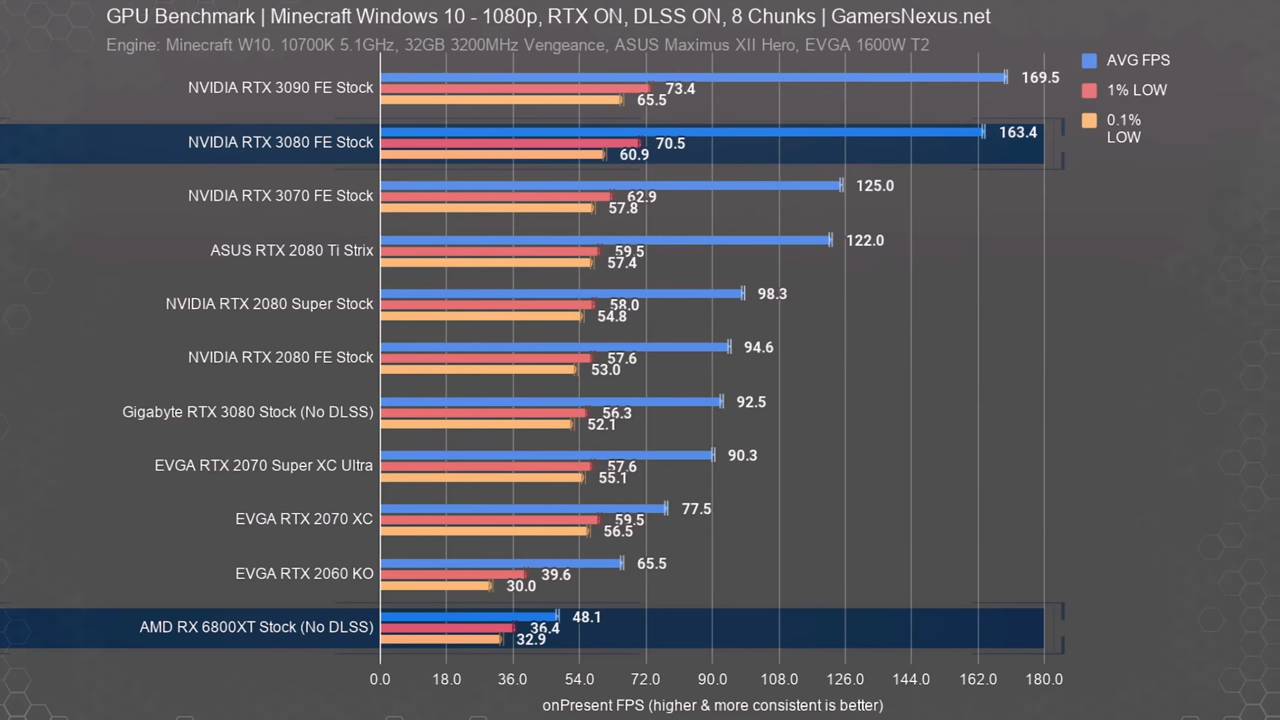 GPU Benchmark | Minecraft Windows 10 - 1080p, RTX ON, DLSS ON, 8 Chunks | GamersNexus.net
Engine: Minecraft W10. 10700K 5.1GHz, 32GB 3200MHz Vengeance, ASUS Maximus XII Hero, EVGA 1600W T2
AVG FPS
1% LOW
0.1%
LOW
NVIDIA RTX 3090 FE Stock
169.5
73.4
65.5
NVIDIA RTX 3080 FE Stock
163.4
70.5
60.9
NVIDIA RTX 3070 FE Stock
125.0
62.9
57.8
ASUS RTX 2080 Ti Strix
122.0
59.5
57.4
NVIDIA RTX 2080 Super Stock
98.3
58.0
54.8
NVIDIA RTX 2080 FE Stock
94.6
57.6
53.0
Gigabyte RTX 3080 Stock (No DLSS)
92.5
56.3
52.1
EVGA RTX 2070 Super XC Ultra
90.3
57.6
55.1
EVGA RTX 2070 XC
77.5
59.5
56.5
EVGA RTX 2060 KO
65.5
39.6
30.0
AMD RX 6800XT Stock (No DLSS)
48.1
36.4
32.9
0.0 18.0 36.0 54.0 72.0 90.0 108.0 126.0 144.0 162.0 180.0
onPresent FPS (higher & more consistent is better)